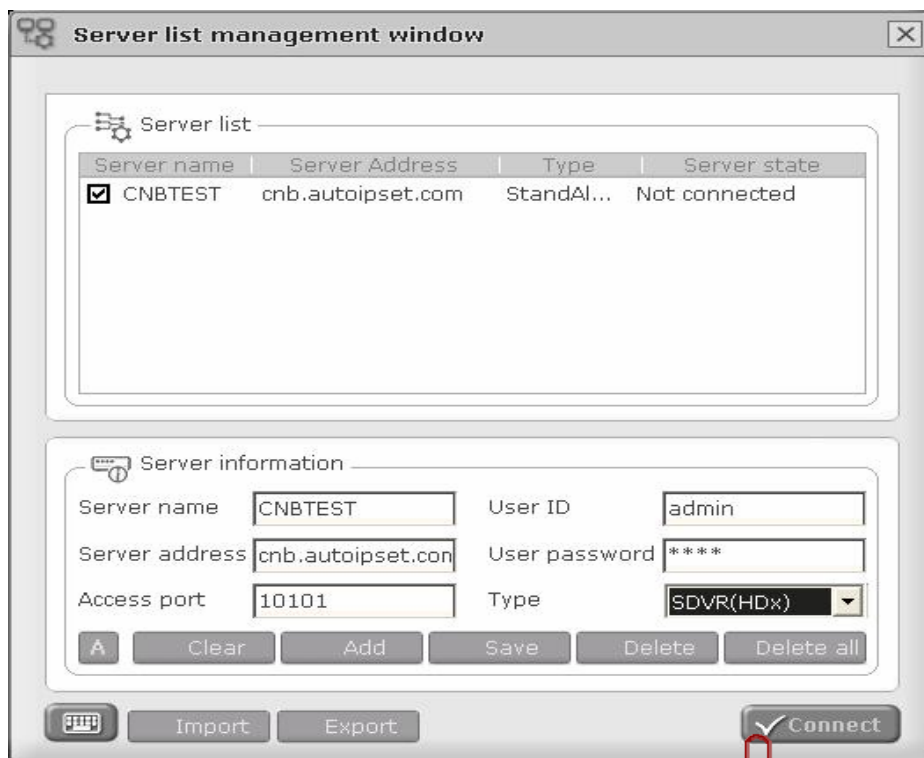 Server list management window
Server list
Server name Server Address Type Server state
CNBTEST cnb.autoipset.com StandAl... Not connected
Server information
Server name CNBTEST User ID admin
Server address cnb.autoipset.con User password ****
Access port 10101 Type SDVR(HDx)
A Clear Add Save Delete Delete all
Import Export Connect